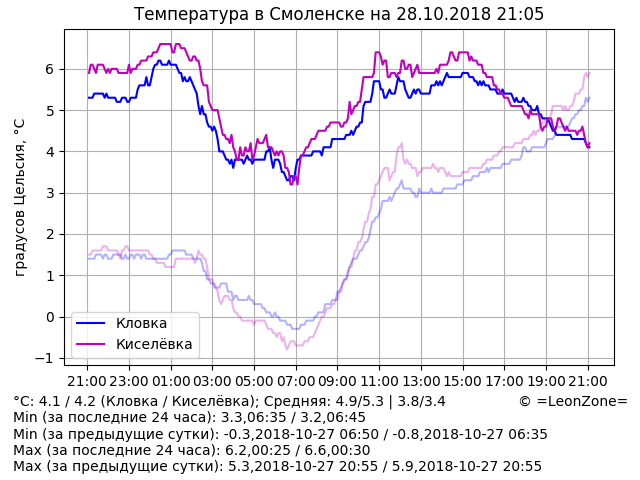 Температура в Смоленске на 28.10.2018 21:05
градусов Цельсия, °C
6
5
4
3
2
1
0
−1
Кловка
Киселёвка
21:00 23:00 01:00 03:00 05:00 07:00 09:00 11:00 13:00 15:00 17:00 19:00 21:00
°C: 4.1 / 4.2 (Кловка / Киселёвка); Средняя: 4.9/5.3 | 3.8/3.4 © =LeonZone=
Min (за последние 24 часа): 3.3,06:35 / 3.2,06:45
Min (за предыдущие сутки): -0.3,2018-10-27 06:50 / -0.8,2018-10-27 06:35
Max (за последние 24 часа): 6.2,00:25 / 6.6,00:30
Max (за предыдущие сутки): 5.3,2018-10-27 20:55 / 5.9,2018-10-27 20:55